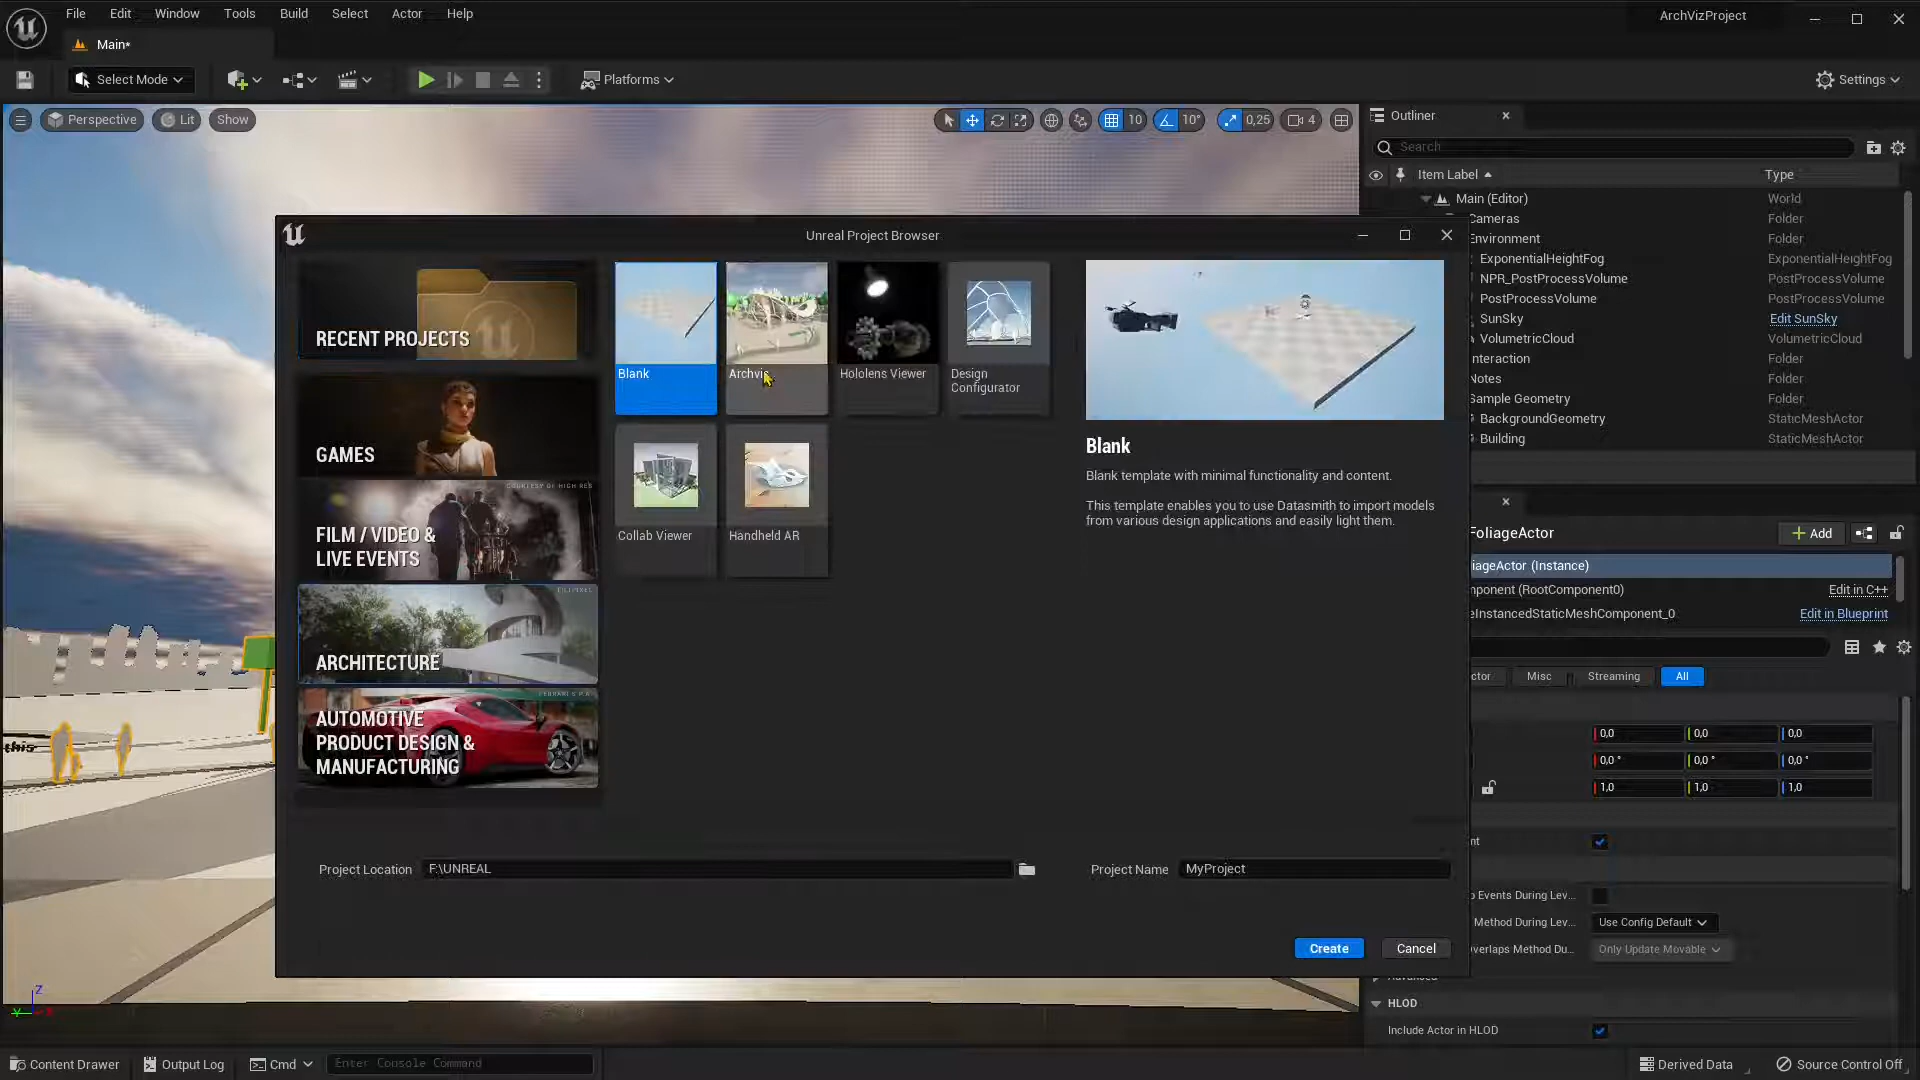 File Edit Window Tools Build Select Actor Help
ArchVizProject
Main*
Select Mode
Platforms
Settings
Perspective
Lit
Show
10
10°
0,25
4
Outliner
Search
Item Label
Type
Main (Editor) World
Cameras Folder
Environment Folder
ExponentialHeightFog ExponentialHeightFog
NPR_PostProcessVolume PostProcessVolume
PostProcessVolume PostProcessVolume
SunSky Edit SunSky
VolumetricCloud VolumetricCloud
nteraction Folder
Notes Folder
Sample Geometry Folder
BackgroundGeometry StaticMeshActor
Building StaticMeshActor
Unreal Project Browser
RECENT PROJECTS
GAMES
COURTESY OF HIGH RES
FILM / VIDEO &
LIVE EVENTS
ARCHITECTURE
AUTOMOTIVE
PRODUCT DESIGN &
MANUFACTURING
Blank
Archvis
Hololens Viewer
Design
Configurator
Collab Viewer
Handheld AR
Blank
Blank template with minimal functionality and content.
This template enables you to use Datasmith to import models
from various design applications and easily light them.
Project Location
F:\UNREAL
Project Name
MyProject
Create
Cancel
FoliageActor
Add
iageActor (Instance)
nponent (RootComponent0)
Edit in C++
eInstancedStaticMeshComponent_0
Edit in Blueprint
ctor
Misc
Streaming
All
0,0 0,0 0,0
0,0 ° 0,0 ° 0,0 °
1,0 1,0 1,0
nt
p Events During Lev...
Method During Lev...
Use Config Default
verlaps Method Du...
Only Update Movable
Advanced
HLOD
Include Actor in HLOD
this
Z
Y
X
Content Drawer
Output Log
Cmd
Enter Console Command
Derived Data
Source Control Off